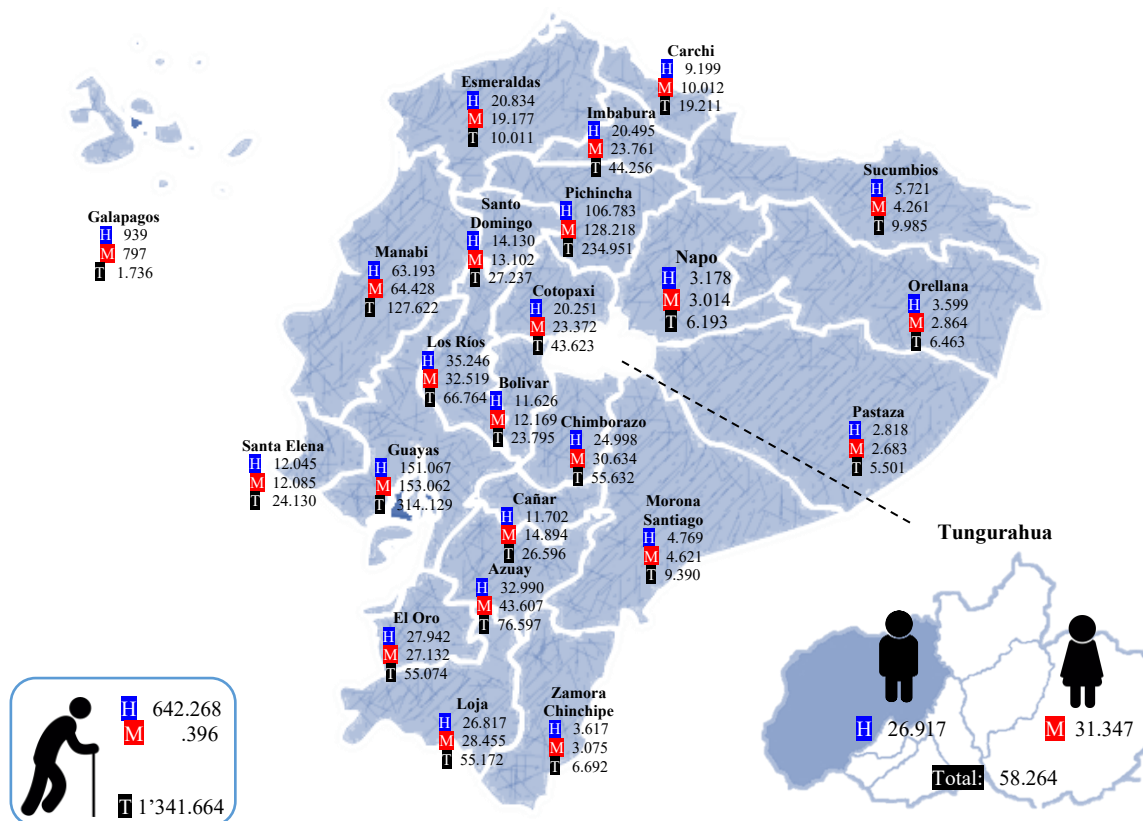 Carchi
H 9.199
M 10.012
T 19.211
Esmeraldas
H 20.834
M 19.177
T 10.011
Imbabura
H 20.495
M 23.761
T 44.256
Sucumbios
H 5.721
M 4.261
T 9.985
Pichincha
H 106.783
M 128.218
T 234.951
Santo
Domingo
H 14.130
M 13.102
T 27.237
Galapagos
H 939
M 797
T 1.736
Manabi
H 63.193
M 64.428
T 127.622
Napo
H 3.178
M 3.014
T 6.193
Cotopaxi
H 20.251
M 23.372
T 43.623
Orellana
H 3.599
M 2.864
T 6.463
Los Ríos
H 35.246
M 32.519
T 66.764
Bolivar
H 11.626
M 12.169
T 23.795
Chimborazo
H 24.998
M 30.634
T 55.632
Pastaza
H 2.818
M 2.683
T 5.501
Santa Elena
H 12.045
M 12.085
T 24.130
Guayas
H 151.067
M 153.062
T 314..129
Cañar
H 11.702
M 14.894
T 26.596
Morona
Santiago
H 4.769
M 4.621
T 9.390
Azuay
H 32.990
M 43.607
T 76.597
El Oro
H 27.942
M 27.132
T 55.074
Loja
H 26.817
M 28.455
T 55.172
Zamora
Chinchipe
H 3.617
M 3.075
T 6.692
Tungurahua
H 26.917
M 31.347
Total: 58.264
H 642.268
M .396
T 1’341.664